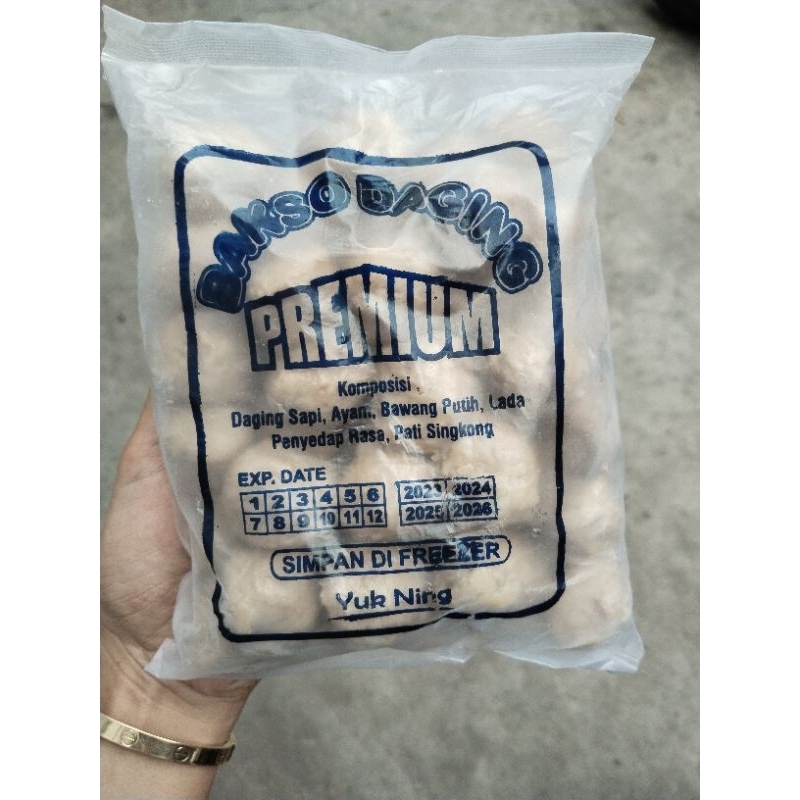 BAKSO DAGING
PREMIUM
Komposisi :
Daging Sapi, Ayam, Bawang Putih, Lada
Penyedap Rasa, Pati Singkong
EXP. DATE
1 2 3 4 5 6 2023 2024
7 8 9 10 11 12 2025 2026
SIMPAN DI FREEZER
Yuk Ning